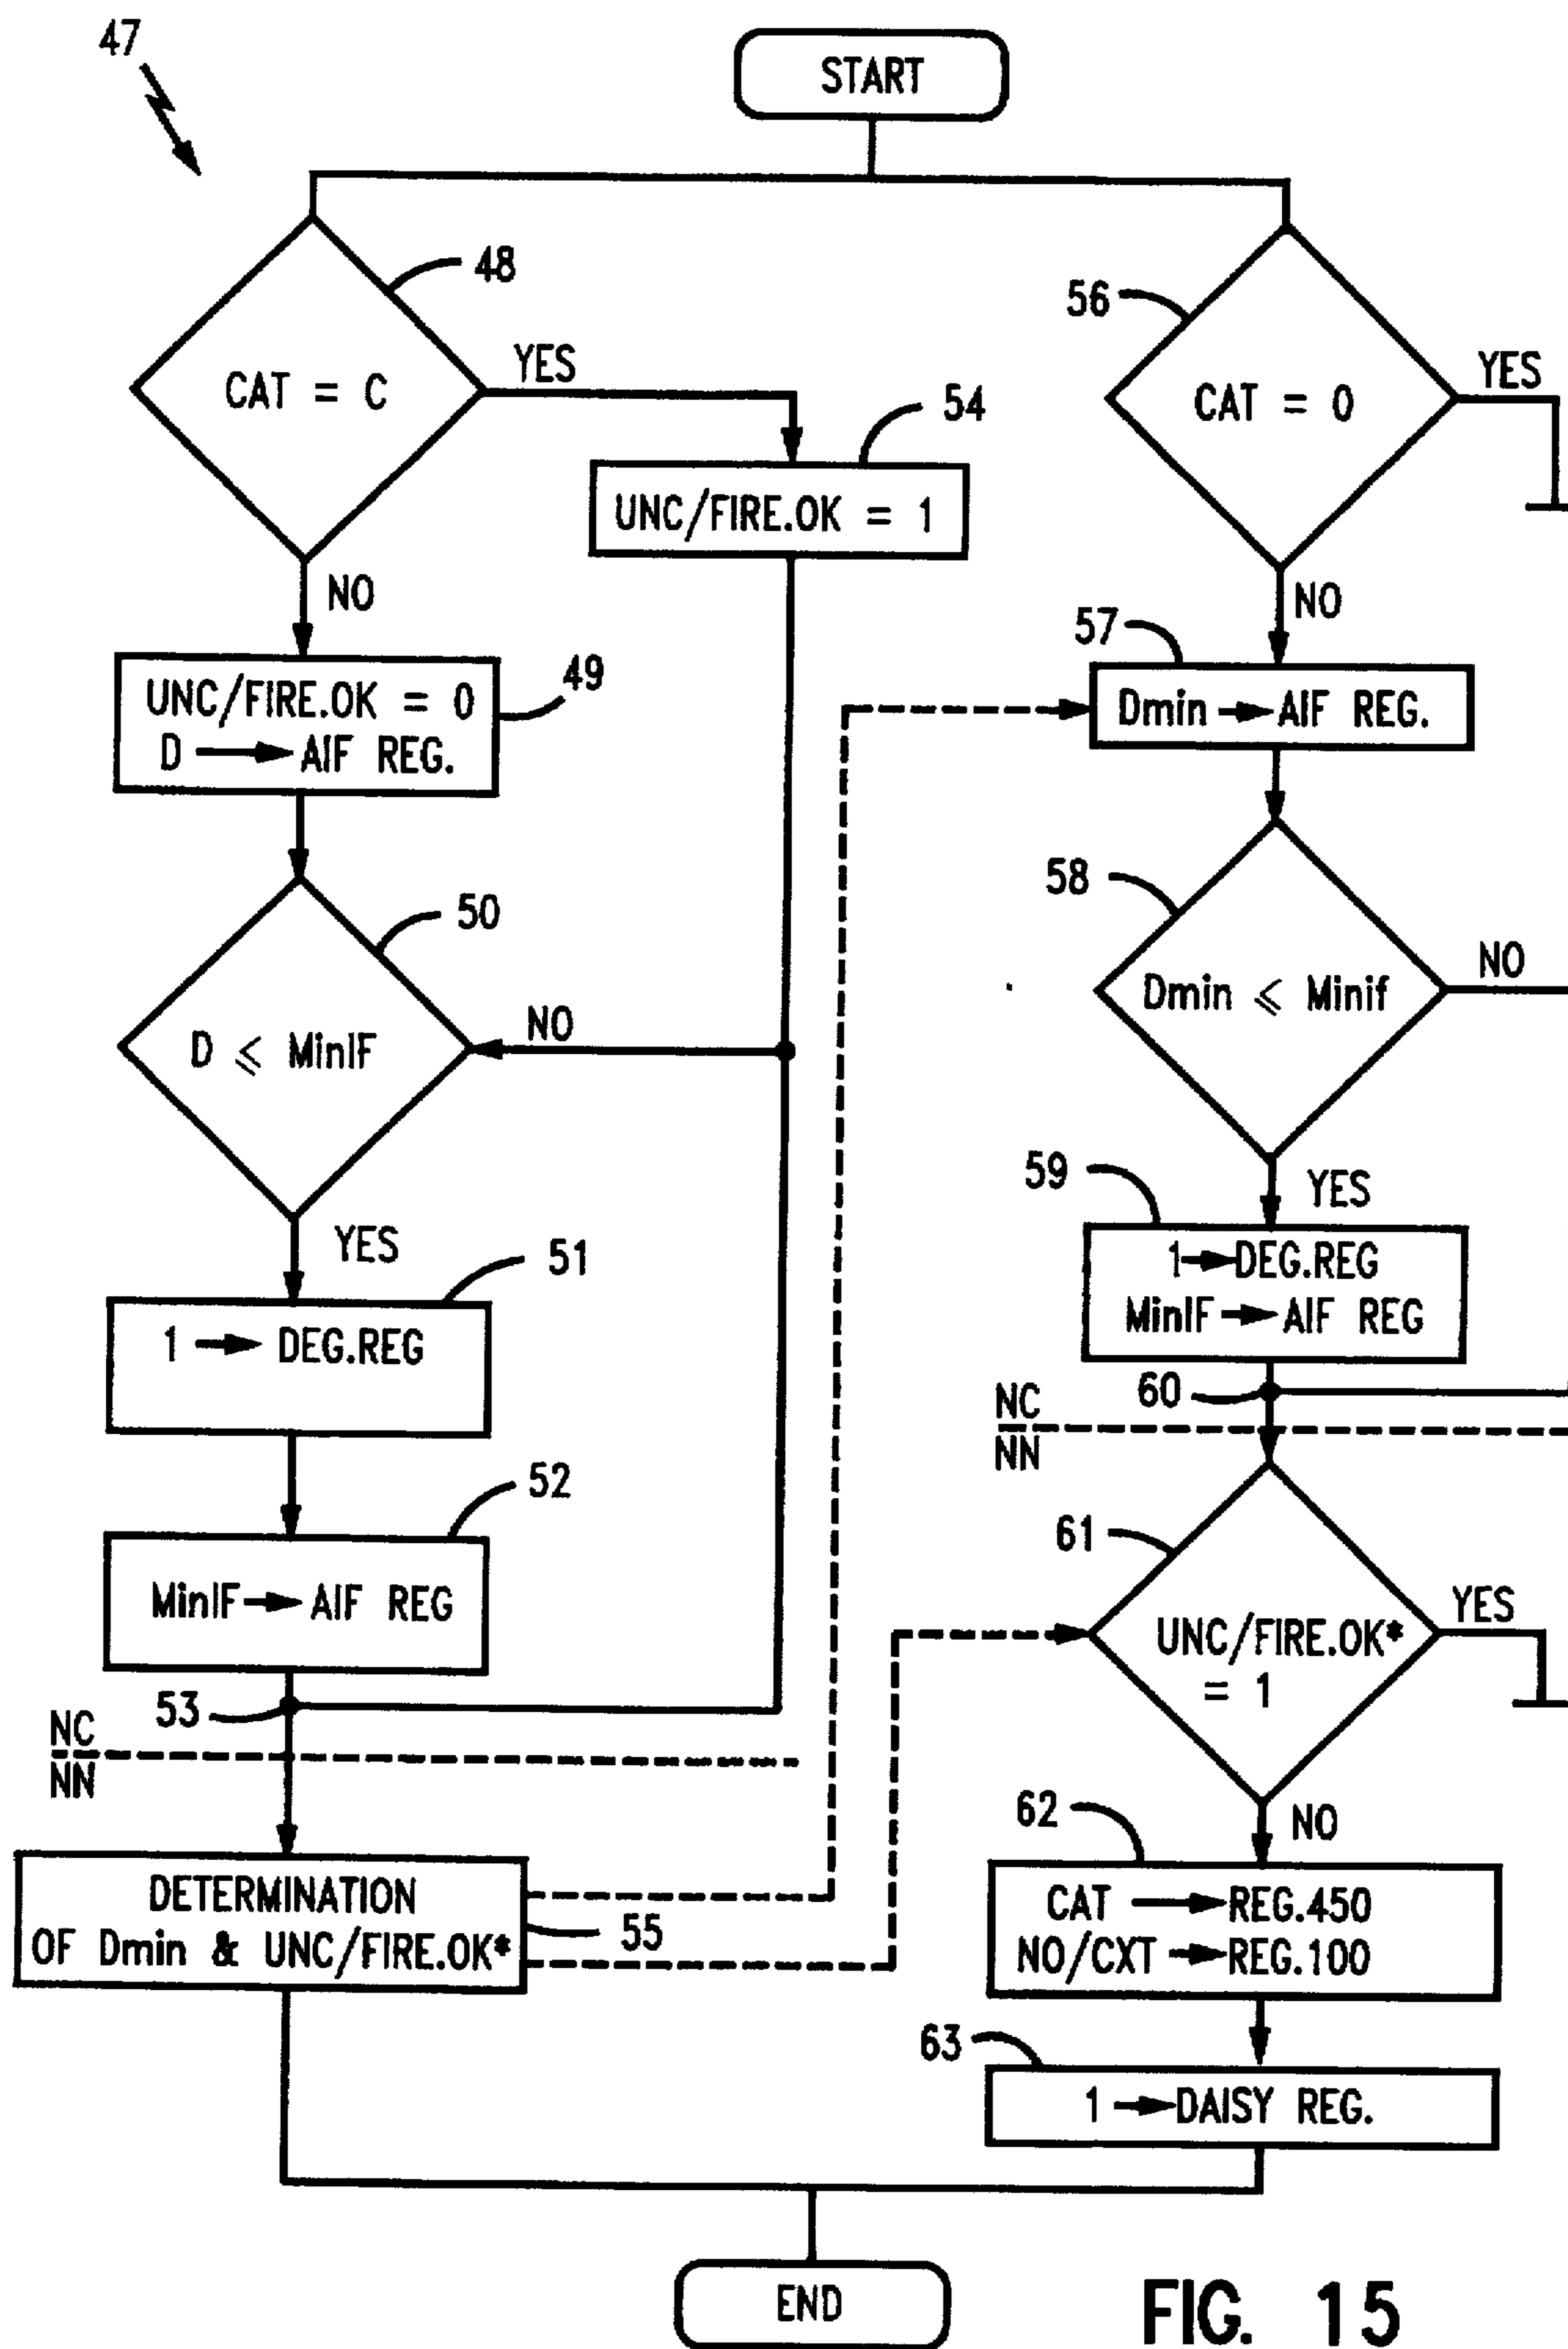 47
START
48
CAT = C
YES
NO
54
UNC/FIRE.OK = 1
49
UNC/FIRE.OK = 0
D → AIF REG.
50
D ⩽ MinIF
NO
YES
51
1 → DEG.REG
52
MinIF → AIF REG
53
NC
NN
DETERMINATION
OF Dmin & UNC/FIRE.OK*
55
56
CAT = 0
YES
NO
57
Dmin → AIF REG.
58
Dmin ⩽ Minif
NO
YES
59
1 → DEG.REG
MinIF → AIF REG
60
NC
NN
61
UNC/FIRE.OK*
= 1
YES
NO
62
CAT → REG.450
NO/CXT → REG.100
63
1 → DAISY REG.
END
FIG. 15